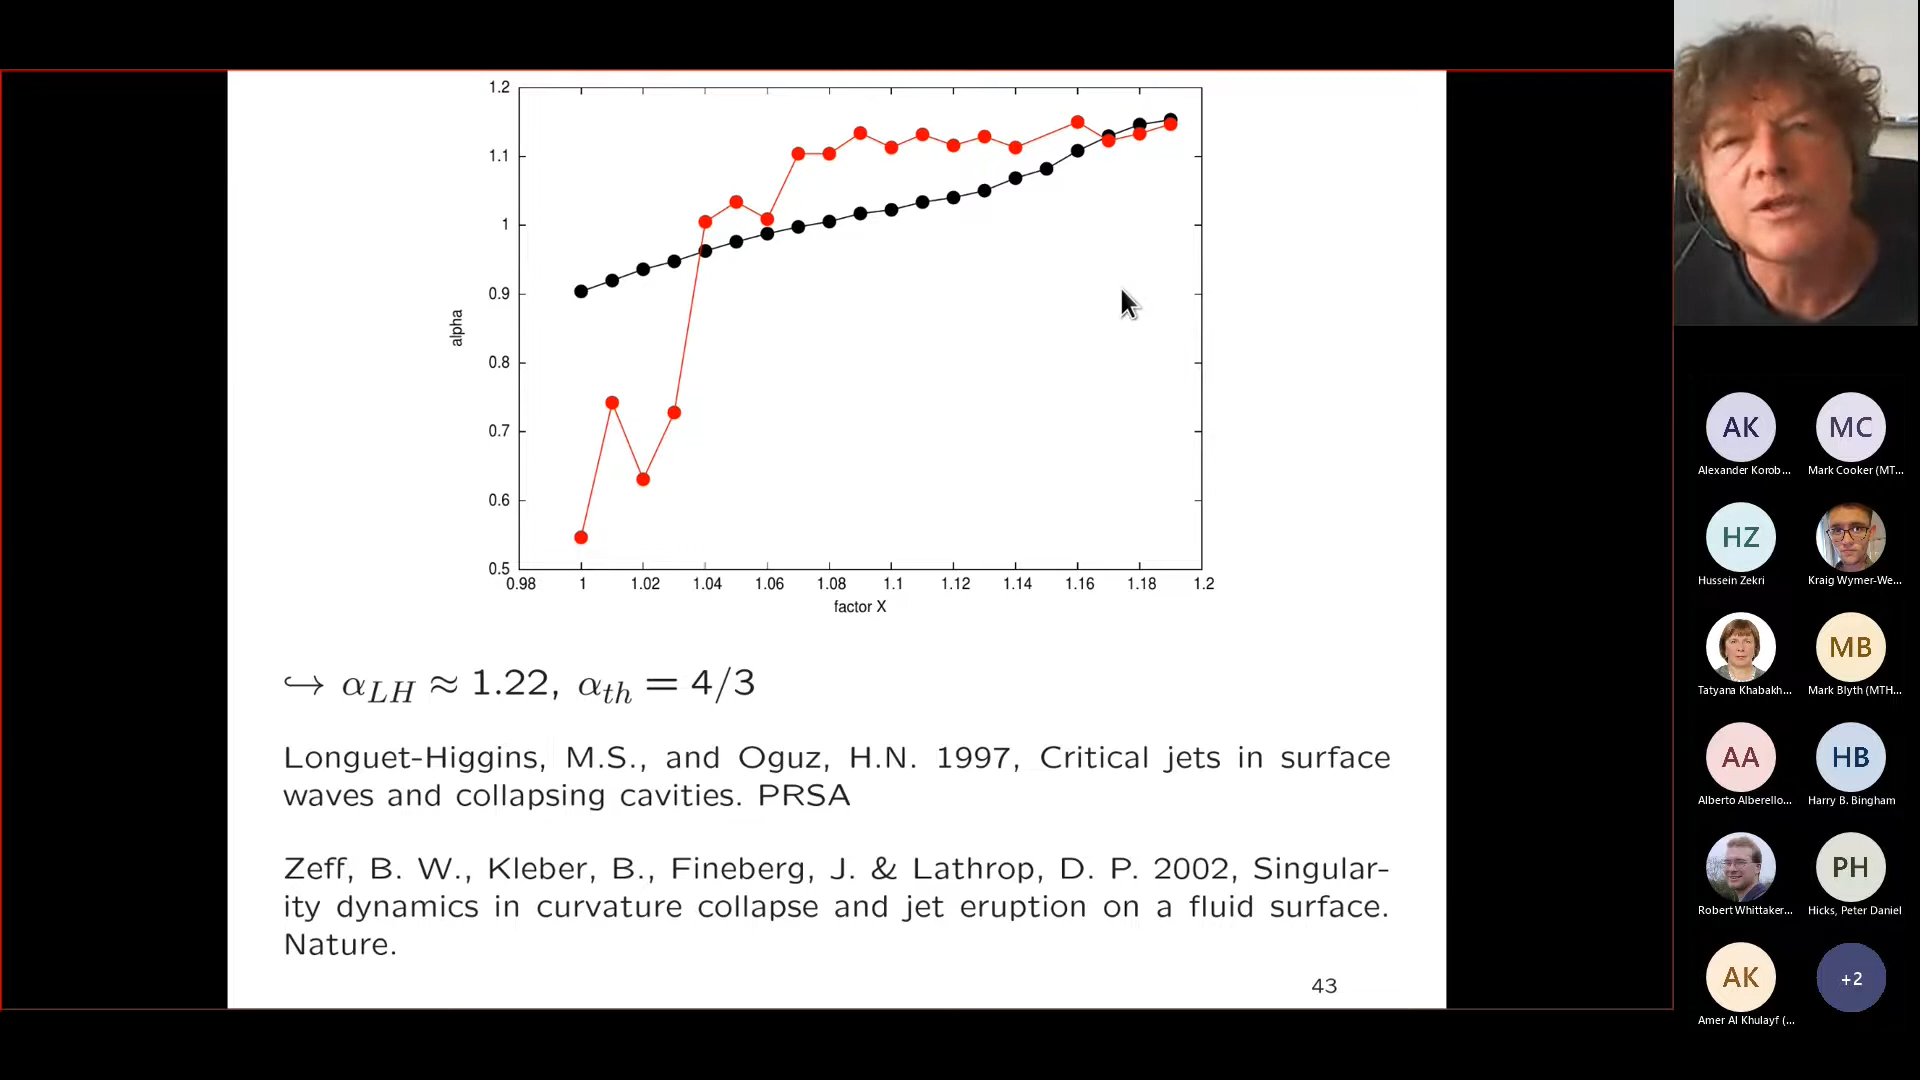 1.2
1.1
1
0.9
0.8
0.7
0.6
0.5
alpha
0.98 1 1.02 1.04 1.06 1.08 1.1 1.12 1.14 1.16 1.18 1.2
factor X
↪ α_LH ≈ 1.22, α_th = 4/3
Longuet-Higgins, M.S., and Oguz, H.N. 1997, Critical jets in surface
waves and collapsing cavities. PRSA
Zeff, B. W., Kleber, B., Fineberg, J. & Lathrop, D. P. 2002, Singular-
ity dynamics in curvature collapse and jet eruption on a fluid surface.
Nature.
43
AK MC
Alexander Korob... Mark Cooker (MT...
HZ
Hussein Zekri Kraig Wymer-We...
MB
Tatyana Khabakh... Mark Blyth (MTH...
AA HB
Alberto Alberello... Harry B. Bingham
PH
Robert Whittaker... Hicks, Peter Daniel
AK +2
Amer Al Khulayf (...